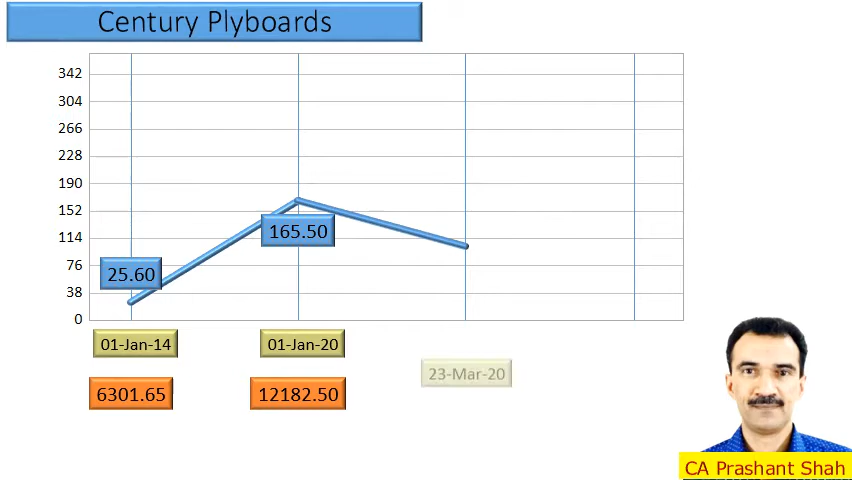 Century Plyboards
342
304
266
228
190
152
114
76
38
0
25.60
165.50
01-Jan-14
01-Jan-20
23-Mar-20
6301.65
12182.50
CA Prashant Shah